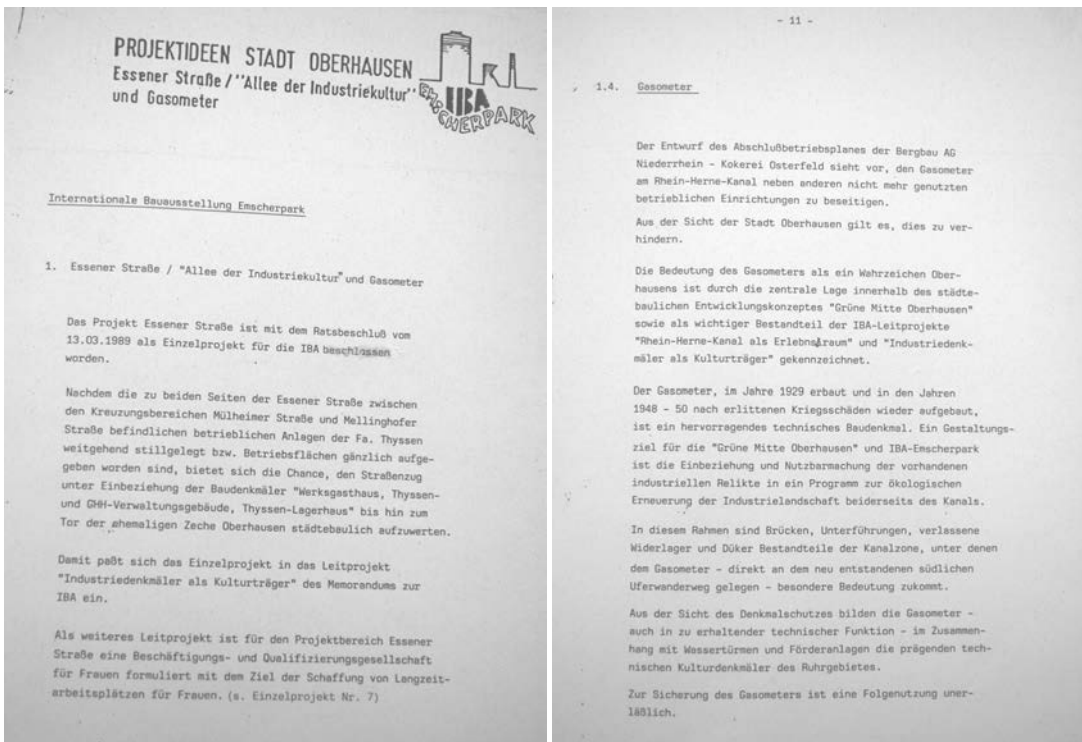 PROJEKTIDEEN STADT OBERHAUSEN
Essener Straße / "Allee der Industriekultur"
und Gasometer
IBA
EMSCHERPARK
Internationale Bauausstellung Emscherpark
1. Essener Straße / "Allee der Industriekultur" und Gasometer
Das Projekt Essener Straße ist mit dem Ratsbeschluß vom
13.03.1989 als Einzelprojekt für die IBA beschlossen
worden.
Nachdem die zu beiden Seiten der Essener Straße zwischen
den Kreuzungsbereichen Mülheimer Straße und Mellinghofer
Straße befindlichen betrieblichen Anlagen der Fa. Thyssen
weitgehend stillgelegt bzw. Betriebsflächen gänzlich aufge-
geben worden sind, bietet sich die Chance, den Straßenzug
unter Einbeziehung der Baudenkmäler "Werksgasthaus, Thyssen-
und GHH-Verwaltungsgebäude, Thyssen-Lagerhaus" bis hin zum
Tor der ehemaligen Zeche Oberhausen städtebaulich aufzuwerten.
Damit paßt sich das Einzelprojekt in das Leitprojekt
"Industriedenkmäler als Kulturträger" des Memorandums zur
IBA ein.
Als weiteres Leitprojekt ist für den Projektbereich Essener
Straße eine Beschäftigungs- und Qualifizierungsgesellschaft
für Frauen formuliert mit dem Ziel der Schaffung von Langzeit-
arbeitsplätzen für Frauen. (s. Einzelprojekt Nr. 7)
- 11 -
1.4. Gasometer
Der Entwurf des Abschlußbetriebsplanes der Bergbau AG
Niederrhein - Kokerei Osterfeld sieht vor, den Gasometer
am Rhein-Herne-Kanal neben anderen nicht mehr genutzten
betrieblichen Einrichtungen zu beseitigen.
Aus der Sicht der Stadt Oberhausen gilt es, dies zu ver-
hindern.
Die Bedeutung des Gasometers als ein Wahrzeichen Ober-
hausens ist durch die zentrale Lage innerhalb des städte-
baulichen Entwicklungskonzeptes "Grüne Mitte Oberhausen"
sowie als wichtiger Bestandteil der IBA-Leitprojekte
"Rhein-Herne-Kanal als Erlebnsraum" und "Industriedenk-
mäler als Kulturträger" gekennzeichnet.
Der Gasometer, im Jahre 1929 erbaut und in den Jahren
1948 - 50 nach erlittenen Kriegsschäden wieder aufgebaut,
ist ein hervorragendes technisches Baudenkmal. Ein Gestaltungs-
ziel für die "Grüne Mitte Oberhausen" und IBA-Emscherpark
ist die Einbeziehung und Nutzbarmachung der vorhandenen
industriellen Relikte in ein Programm zur ökologischen
Erneuerung der Industrielandschaft beiderseits des Kanals.
In diesem Rahmen sind Brücken, Unterführungen, verlassene
Widerlager und Düker Bestandteile der Kanalzone, unter denen
dem Gasometer - direkt an dem neu entstandenen südlichen
Uferwanderweg gelegen - besondere Bedeutung zukommt.
Aus der Sicht des Denkmalschutzes bilden die Gasometer -
auch in zu erhaltender technischer Funktion - im Zusammen-
hang mit Wassertürmen und Förderanlagen die prägenden tech-
nischen Kulturdenkmäler des Ruhrgebietes.
Zur Sicherung des Gasometers ist eine Folgenutzung uner-
läßlich.